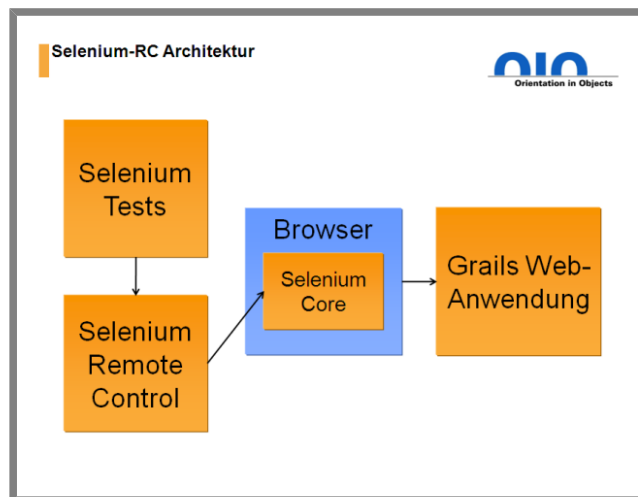 Selenium-RC Architektur
Orientation in Objects
Selenium
Tests
Selenium
Remote
Control
Browser
Selenium
Core
Grails Web-
Anwendung